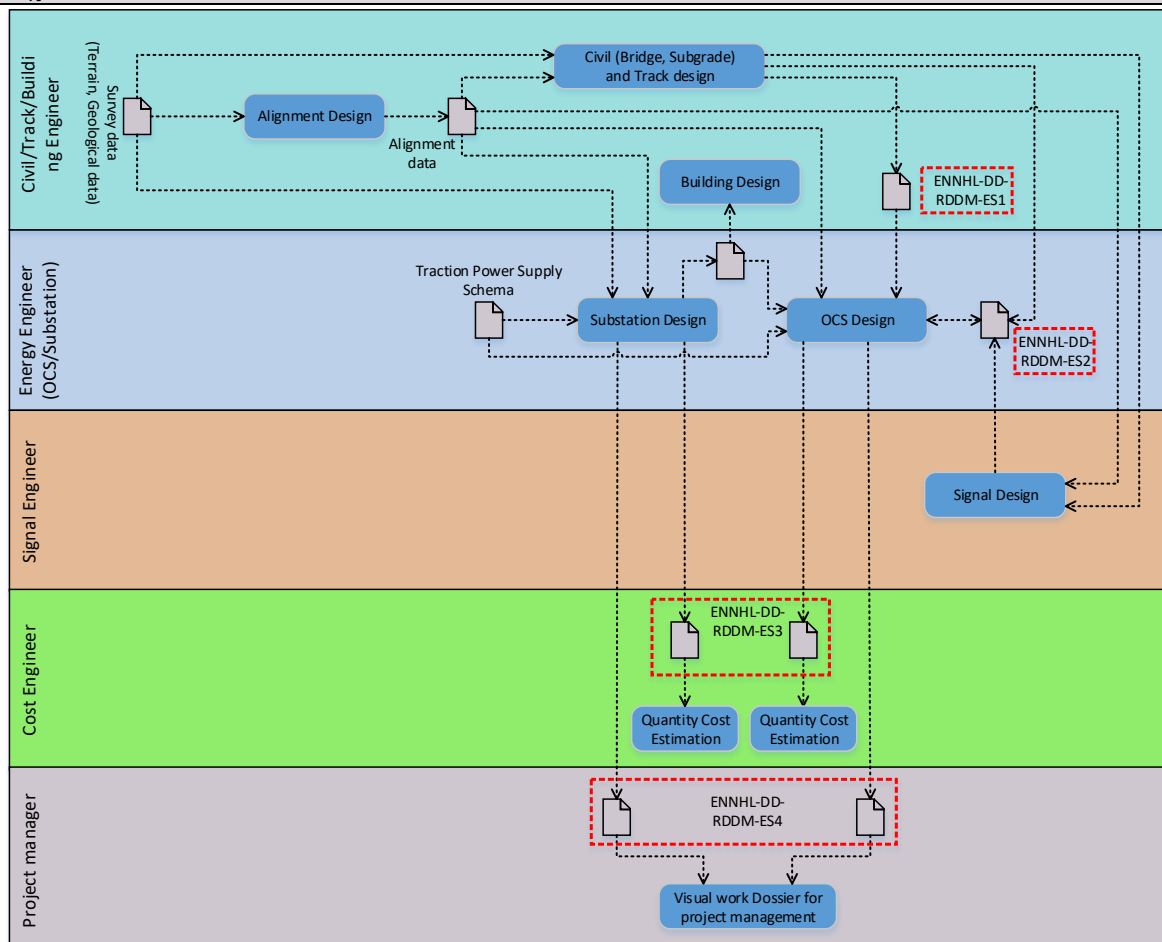 Civil/Track/Buildi
ng Engineer
Survey data
(Terrain, Geological data)
Alignment Design
Alignment
data
Civil (Bridge, Subgrade)
and Track design
Building Design
ENNHL-DD-
RDDM-ES1
Energy Engineer
(OCS/Substation)
Traction Power Supply
Schema
Substation Design
OCS Design
ENNHL-DD-
RDDM-ES2
Signal Engineer
Signal Design
Cost Engineer
ENNHL-DD-
RDDM-ES3
Quantity Cost
Estimation
Quantity Cost
Estimation
Project manager
ENNHL-DD-
RDDM-ES4
Visual work Dossier for
project management